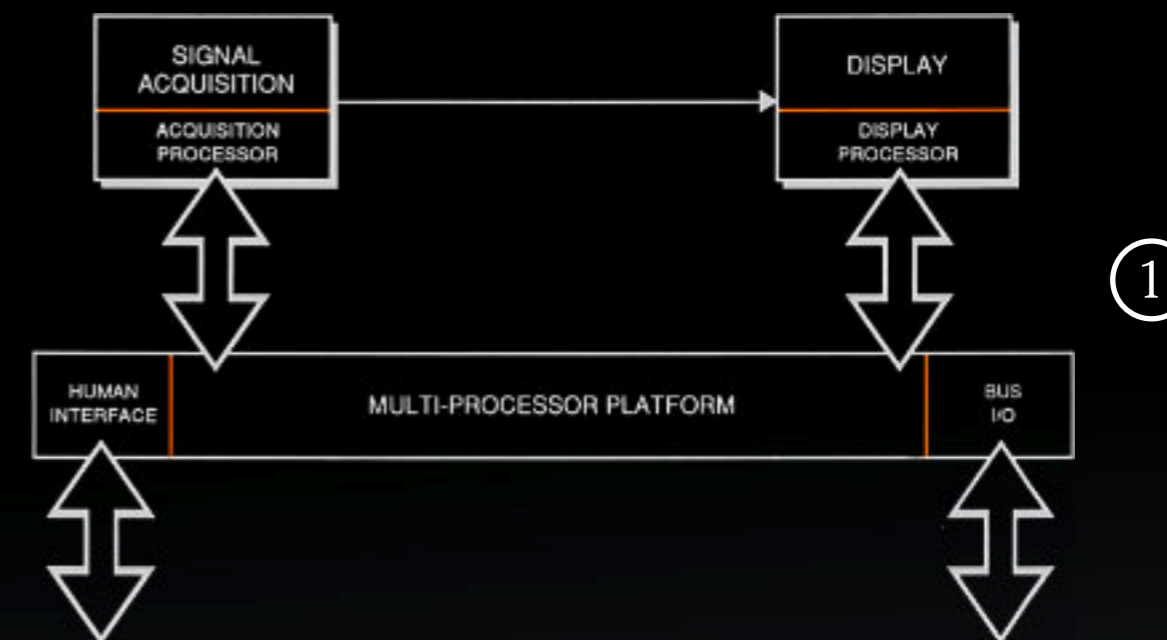 SIGNAL
ACQUISITION
ACQUISITION
PROCESSOR
DISPLAY
DISPLAY
PROCESSOR
1
HUMAN
INTERFACE
MULTI-PROCESSOR PLATFORM
BUS
I/O